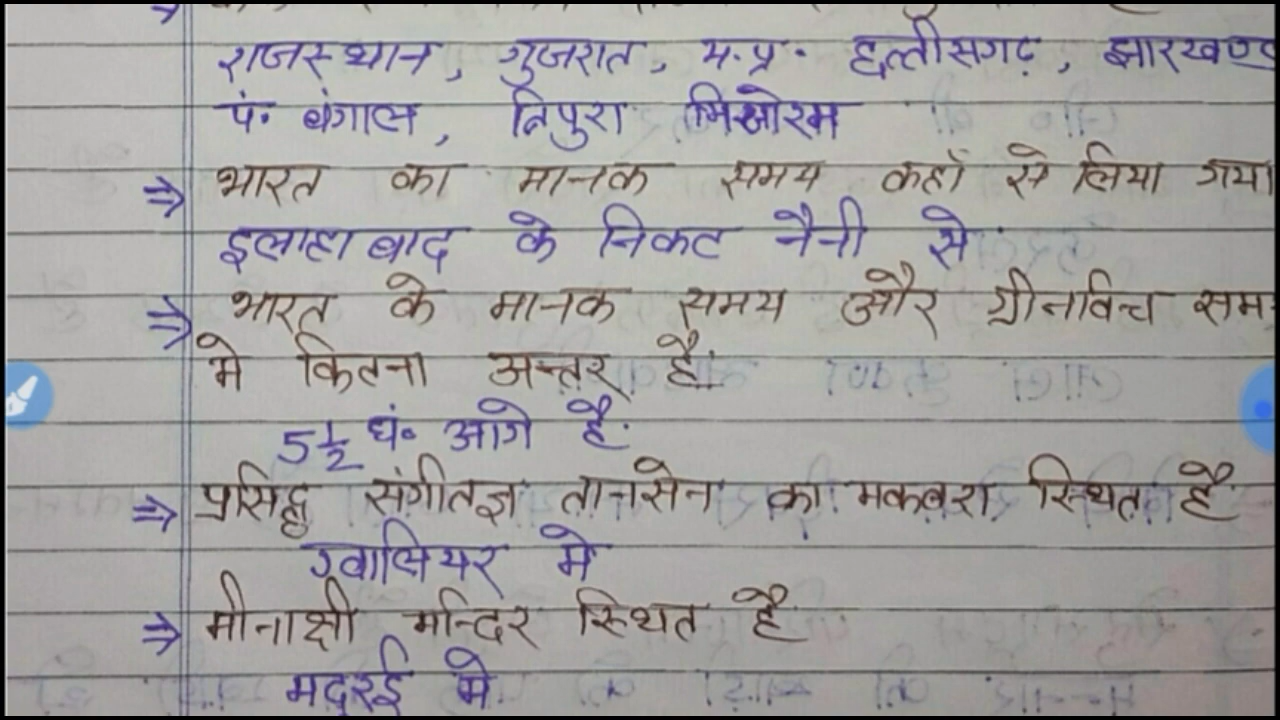 राजस्थान, गुजरात, म.प्र. छत्तीसगढ़, झारखण्ड
पं. बंगाल, त्रिपुरा मिजोरम
⇒ भारत का मानक समय कहाँ से लिया गया
इलाहाबाद के निकट नैनी से
⇒ भारत के मानक समय और ग्रीनविच सम
मे कितना अन्तर है।
5½ घं. आगे है.
⇒ प्रसिद्ध संगीतज्ञ तानसेन का मकबरा स्थित है
ग्वालियर मे
⇒ मीनाक्षी मन्दिर स्थित है
मदुरई मे